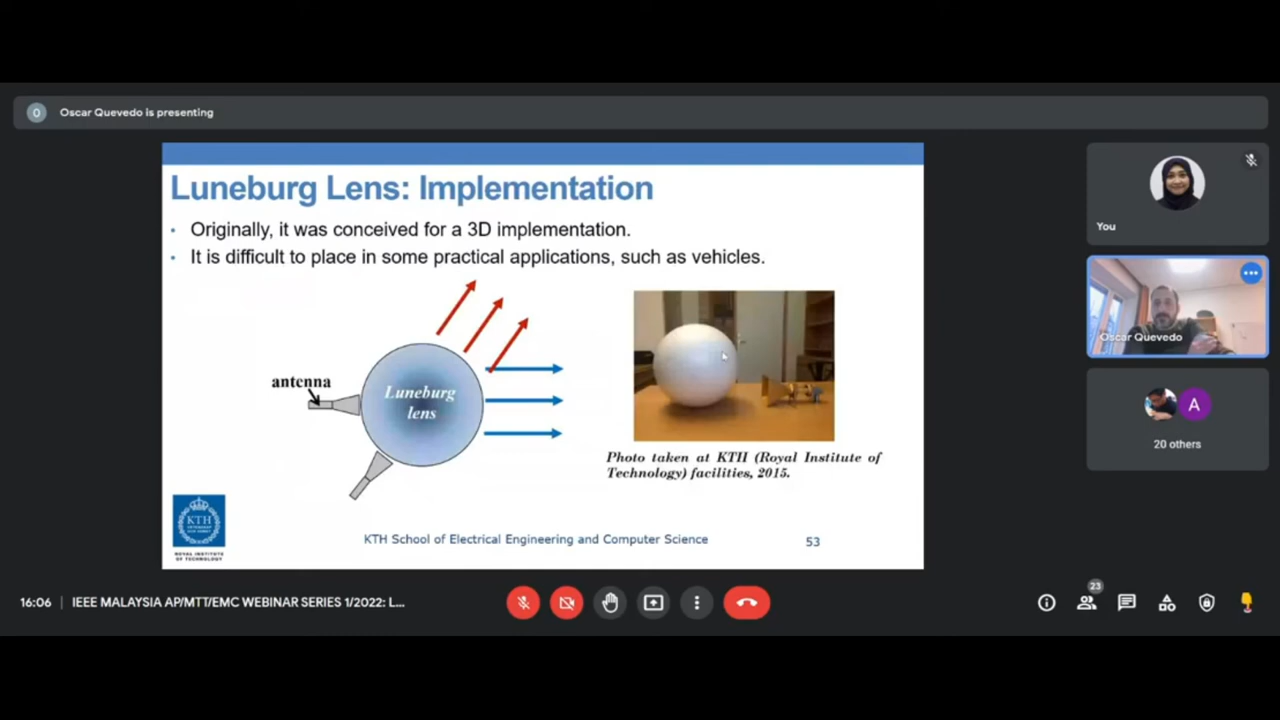 O
Oscar Quevedo is presenting
Luneburg Lens: Implementation
• Originally, it was conceived for a 3D implementation.
• It is difficult to place in some practical applications, such as vehicles.
antenna
Luneburg
lens
Photo taken at KTH (Royal Institute of
Technology) facilities, 2015.
KTH
ROYAL INSTITUTE
OF TECHNOLOGY
KTH School of Electrical Engineering and Computer Science
53
You
Oscar Quevedo
A
20 others
16:06 | IEEE MALAYSIA AP/MTT/EMC WEBINAR SERIES 1/2022: L...
23